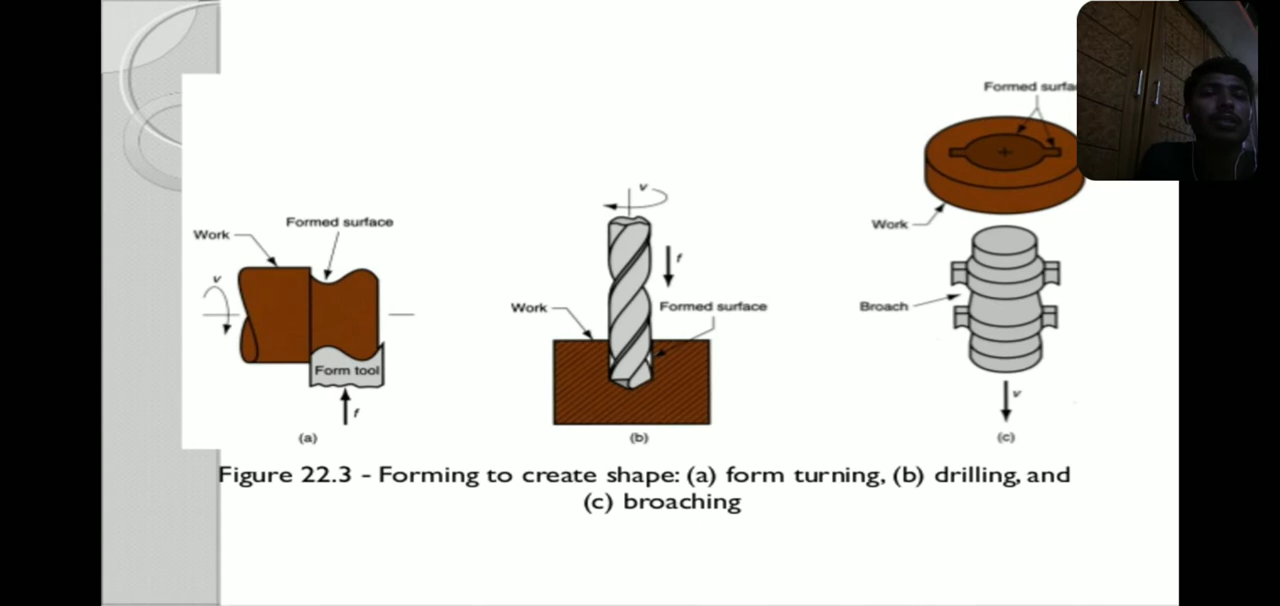 Formed surfa
Formed surface
Work
v
Form tool
f
(a)
v
f
Work
Formed surface
(b)
Work
Broach
v
(c)
Figure 22.3 - Forming to create shape: (a) form turning, (b) drilling, and
(c) broaching